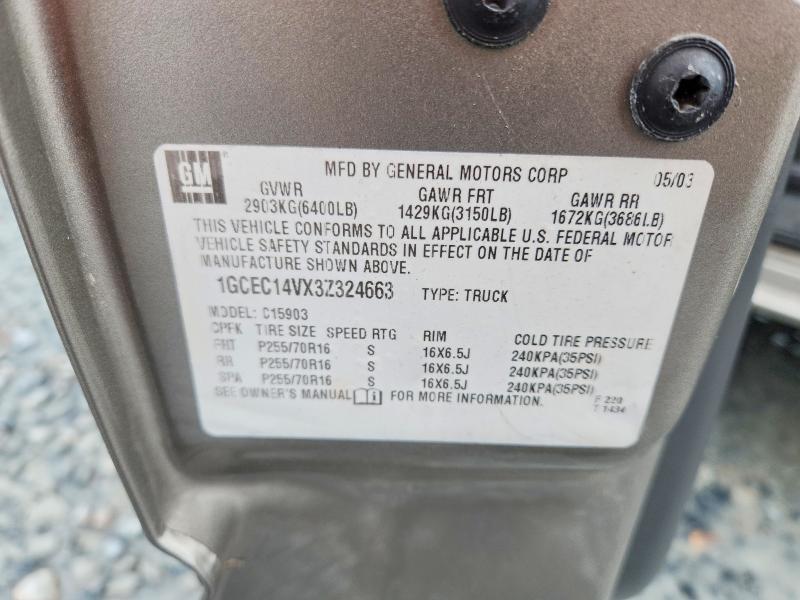 GM
MFD BY GENERAL MOTORS CORP 05/03
GVWR GAWR FRT GAWR RR
2903KG(6400LB) 1429KG(3150LB) 1672KG(3686LB)
THIS VEHICLE CONFORMS TO ALL APPLICABLE U.S. FEDERAL MOTOR
VEHICLE SAFETY STANDARDS IN EFFECT ON THE DATE OF
MANUFACTURE SHOWN ABOVE.
1GCEC14VX3Z324663 TYPE: TRUCK
MODEL: C15903
TIRE SIZE SPEED RTG RIM COLD TIRE PRESSURE
FRT P255/70R16 S 16X6.5J 240KPA(35PSI)
RR P255/70R16 S 16X6.5J 240KPA(35PSI)
SPA P255/70R16 S 16X6.5J 240KPA(35PSI)
SEE OWNER'S MANUAL FOR MORE INFORMATION.
F 220
T 1434